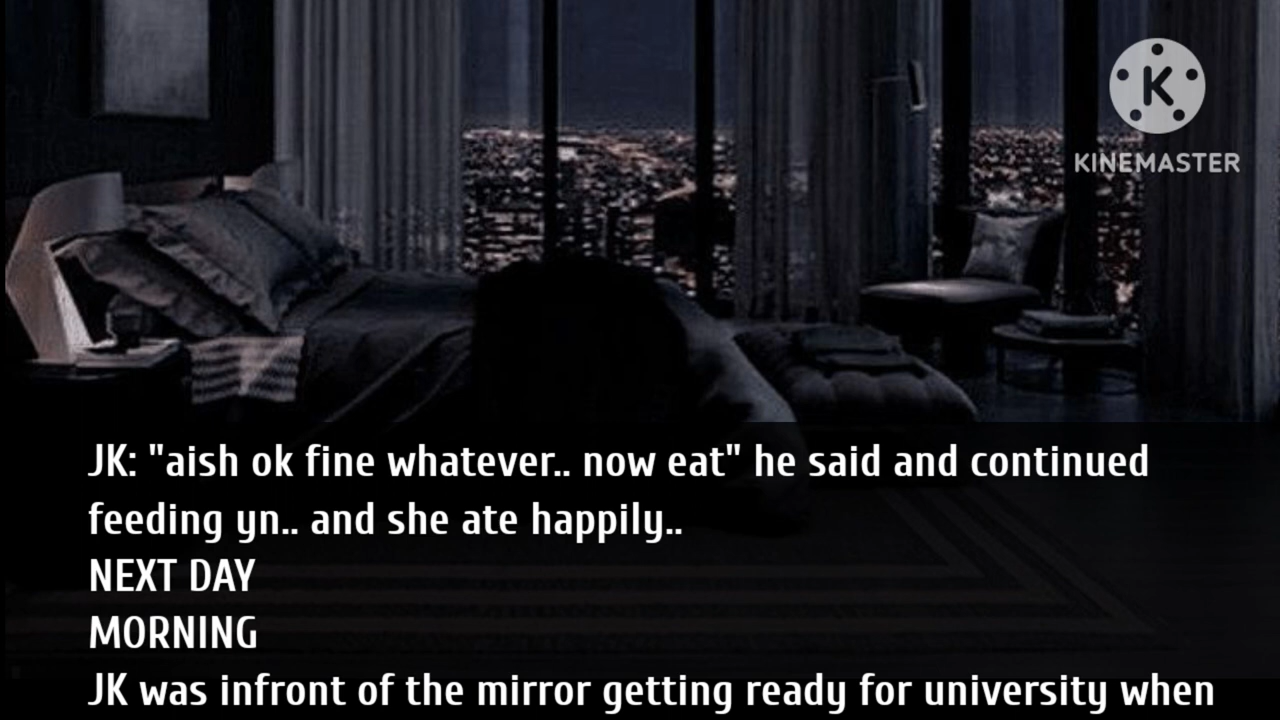 KINEMASTER
JK: "aish ok fine whatever.. now eat" he said and continued
feeding yn.. and she ate happily..
NEXT DAY
MORNING
JK was infront of the mirror getting ready for university when